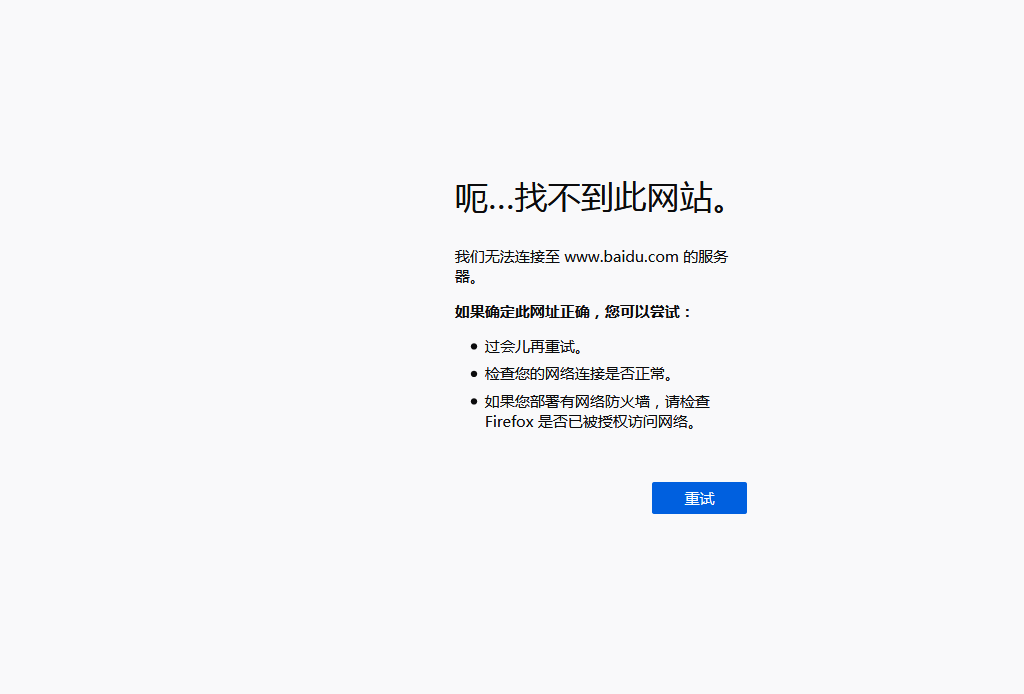 呃...找不到此网站。
我们无法连接至 www.baidu.com 的服务
器。
如果确定此网址正确，您可以尝试：
• 过会儿再重试。
• 检查您的网络连接是否正常。
• 如果您部署有网络防火墙，请检查
Firefox 是否已被授权访问网络。
重试